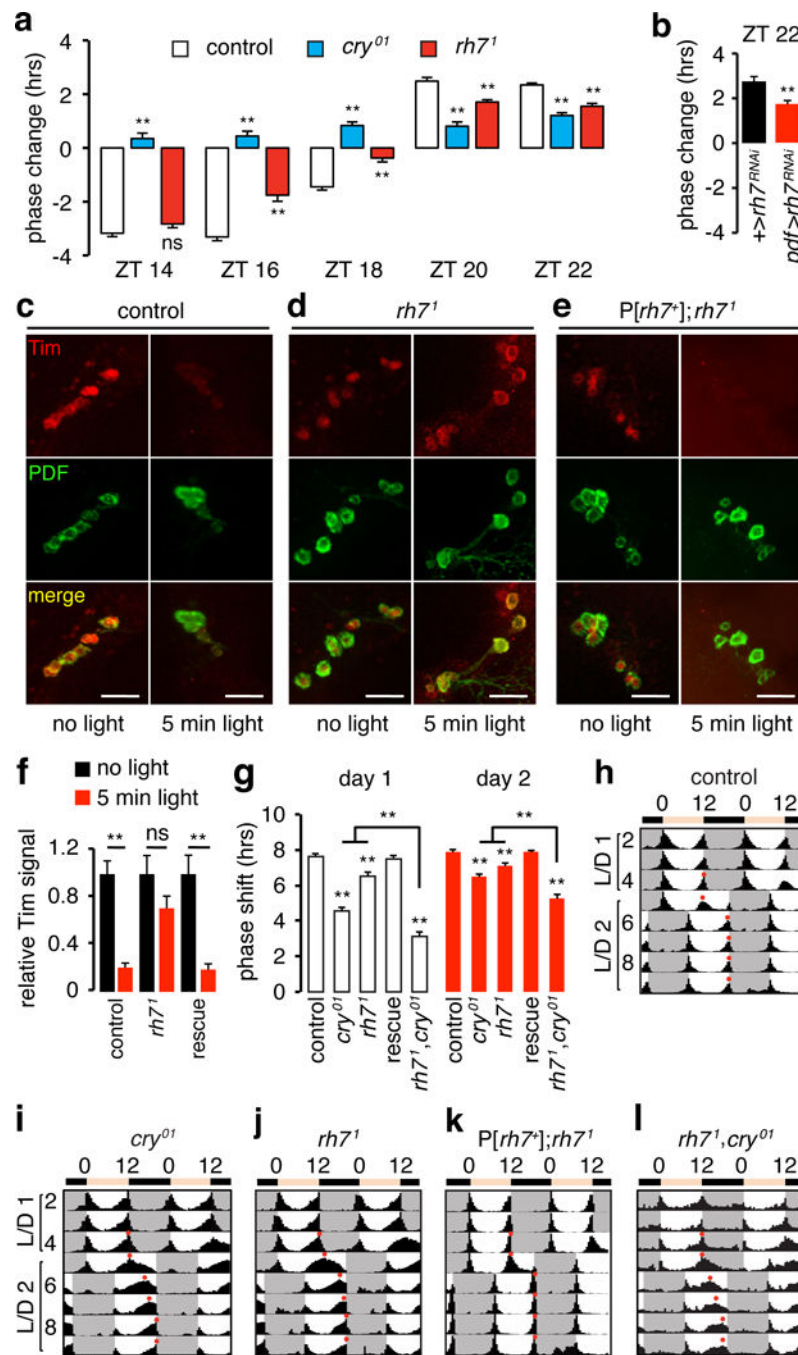 a
control cry01 rh71
phase change (hrs)
4
2
0
-2
-4
** ** ** ** ** ** **
ns ** **
ZT 14 ZT 16 ZT 18 ZT 20 ZT 22
b
ZT 22
phase change (hrs)
4
2
0
-2
-4
**
+>rh7RNAi
pdf>rh7RNAi
c control
d rh71
e P[rh7+];rh71
Tim
PDF
merge
no light 5 min light no light 5 min light no light 5 min light
f
no light
5 min light
relative Tim signal
1.2
0.8
0.4
0
** ns **
control
rh71
rescue
g
day 1 day 2
phase shift (hrs)
10
8
6
4
2
0
** **
** ** ** ** ** **
control
cry01
rh71
rescue
rh71,cry01
control
cry01
rh71
rescue
rh71,cry01
h
control
0 12 0 12
L/D 1
L/D 2
2
4
6
8
i cry01
0 12 0 12
L/D 1
L/D 2
2
4
6
8
j rh71
0 12 0 12
k P[rh7+];rh71
0 12 0 12
l rh71,cry01
0 12 0 12